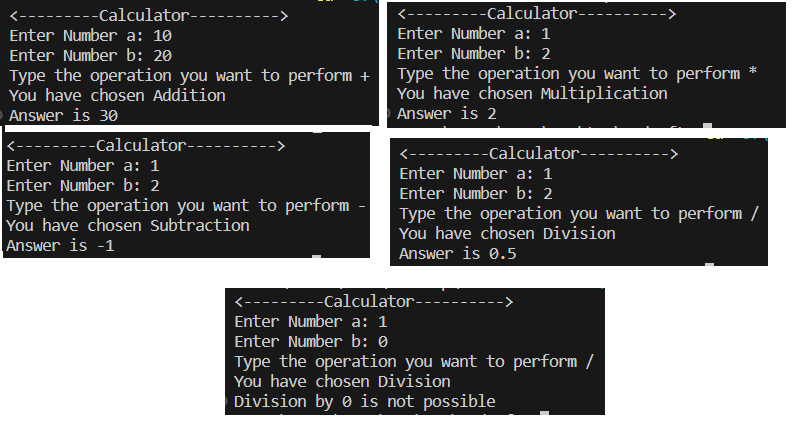 <---------Calculator---------->
Enter Number a: 10
Enter Number b: 20
Type the operation you want to perform +
You have chosen Addition
Answer is 30
<---------Calculator---------->
Enter Number a: 1
Enter Number b: 2
Type the operation you want to perform *
You have chosen Multiplication
Answer is 2
<---------Calculator---------->
Enter Number a: 1
Enter Number b: 2
Type the operation you want to perform -
You have chosen Subtraction
Answer is -1
<---------Calculator---------->
Enter Number a: 1
Enter Number b: 2
Type the operation you want to perform /
You have chosen Division
Answer is 0.5
<---------Calculator---------->
Enter Number a: 1
Enter Number b: 0
Type the operation you want to perform /
You have chosen Division
Division by 0 is not possible